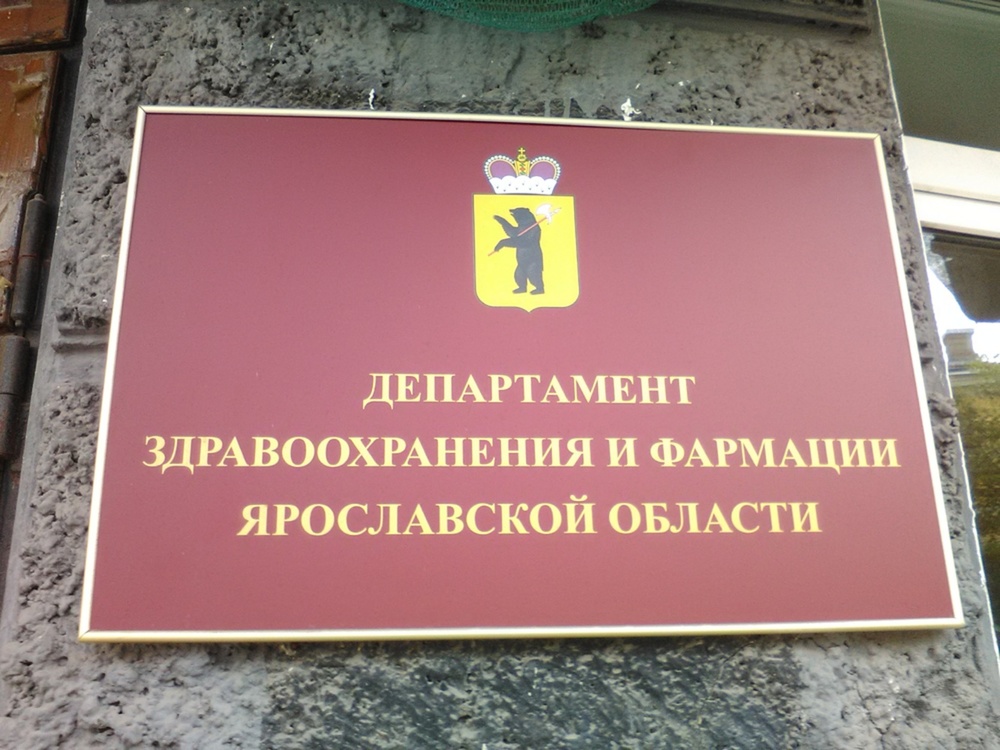 ДЕПАРТАМЕНТ
ЗДРАВООХРАНЕНИЯ И ФАРМАЦИИ
ЯРОСЛАВСКОЙ ОБЛАСТИ